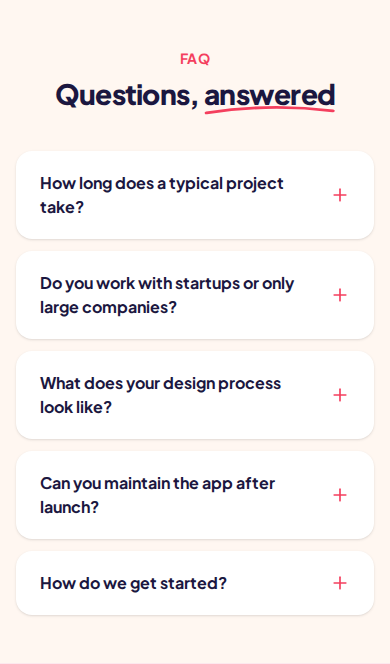 FAQ
Questions, answered
How long does a typical project
take?
Do you work with startups or only
large companies?
What does your design process
look like?
Can you maintain the app after
launch?
How do we get started?